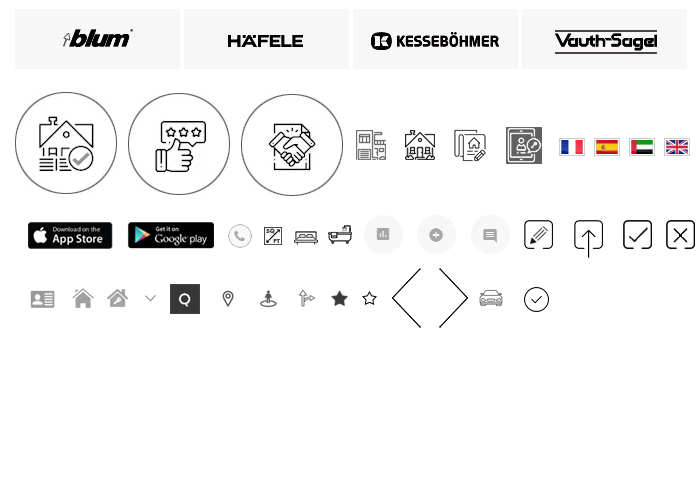 blum
HÄFELE
KESSEBÖHMER
Vauth-Sagel
Download on the
App Store
Get it on
Google play
SQ
FT